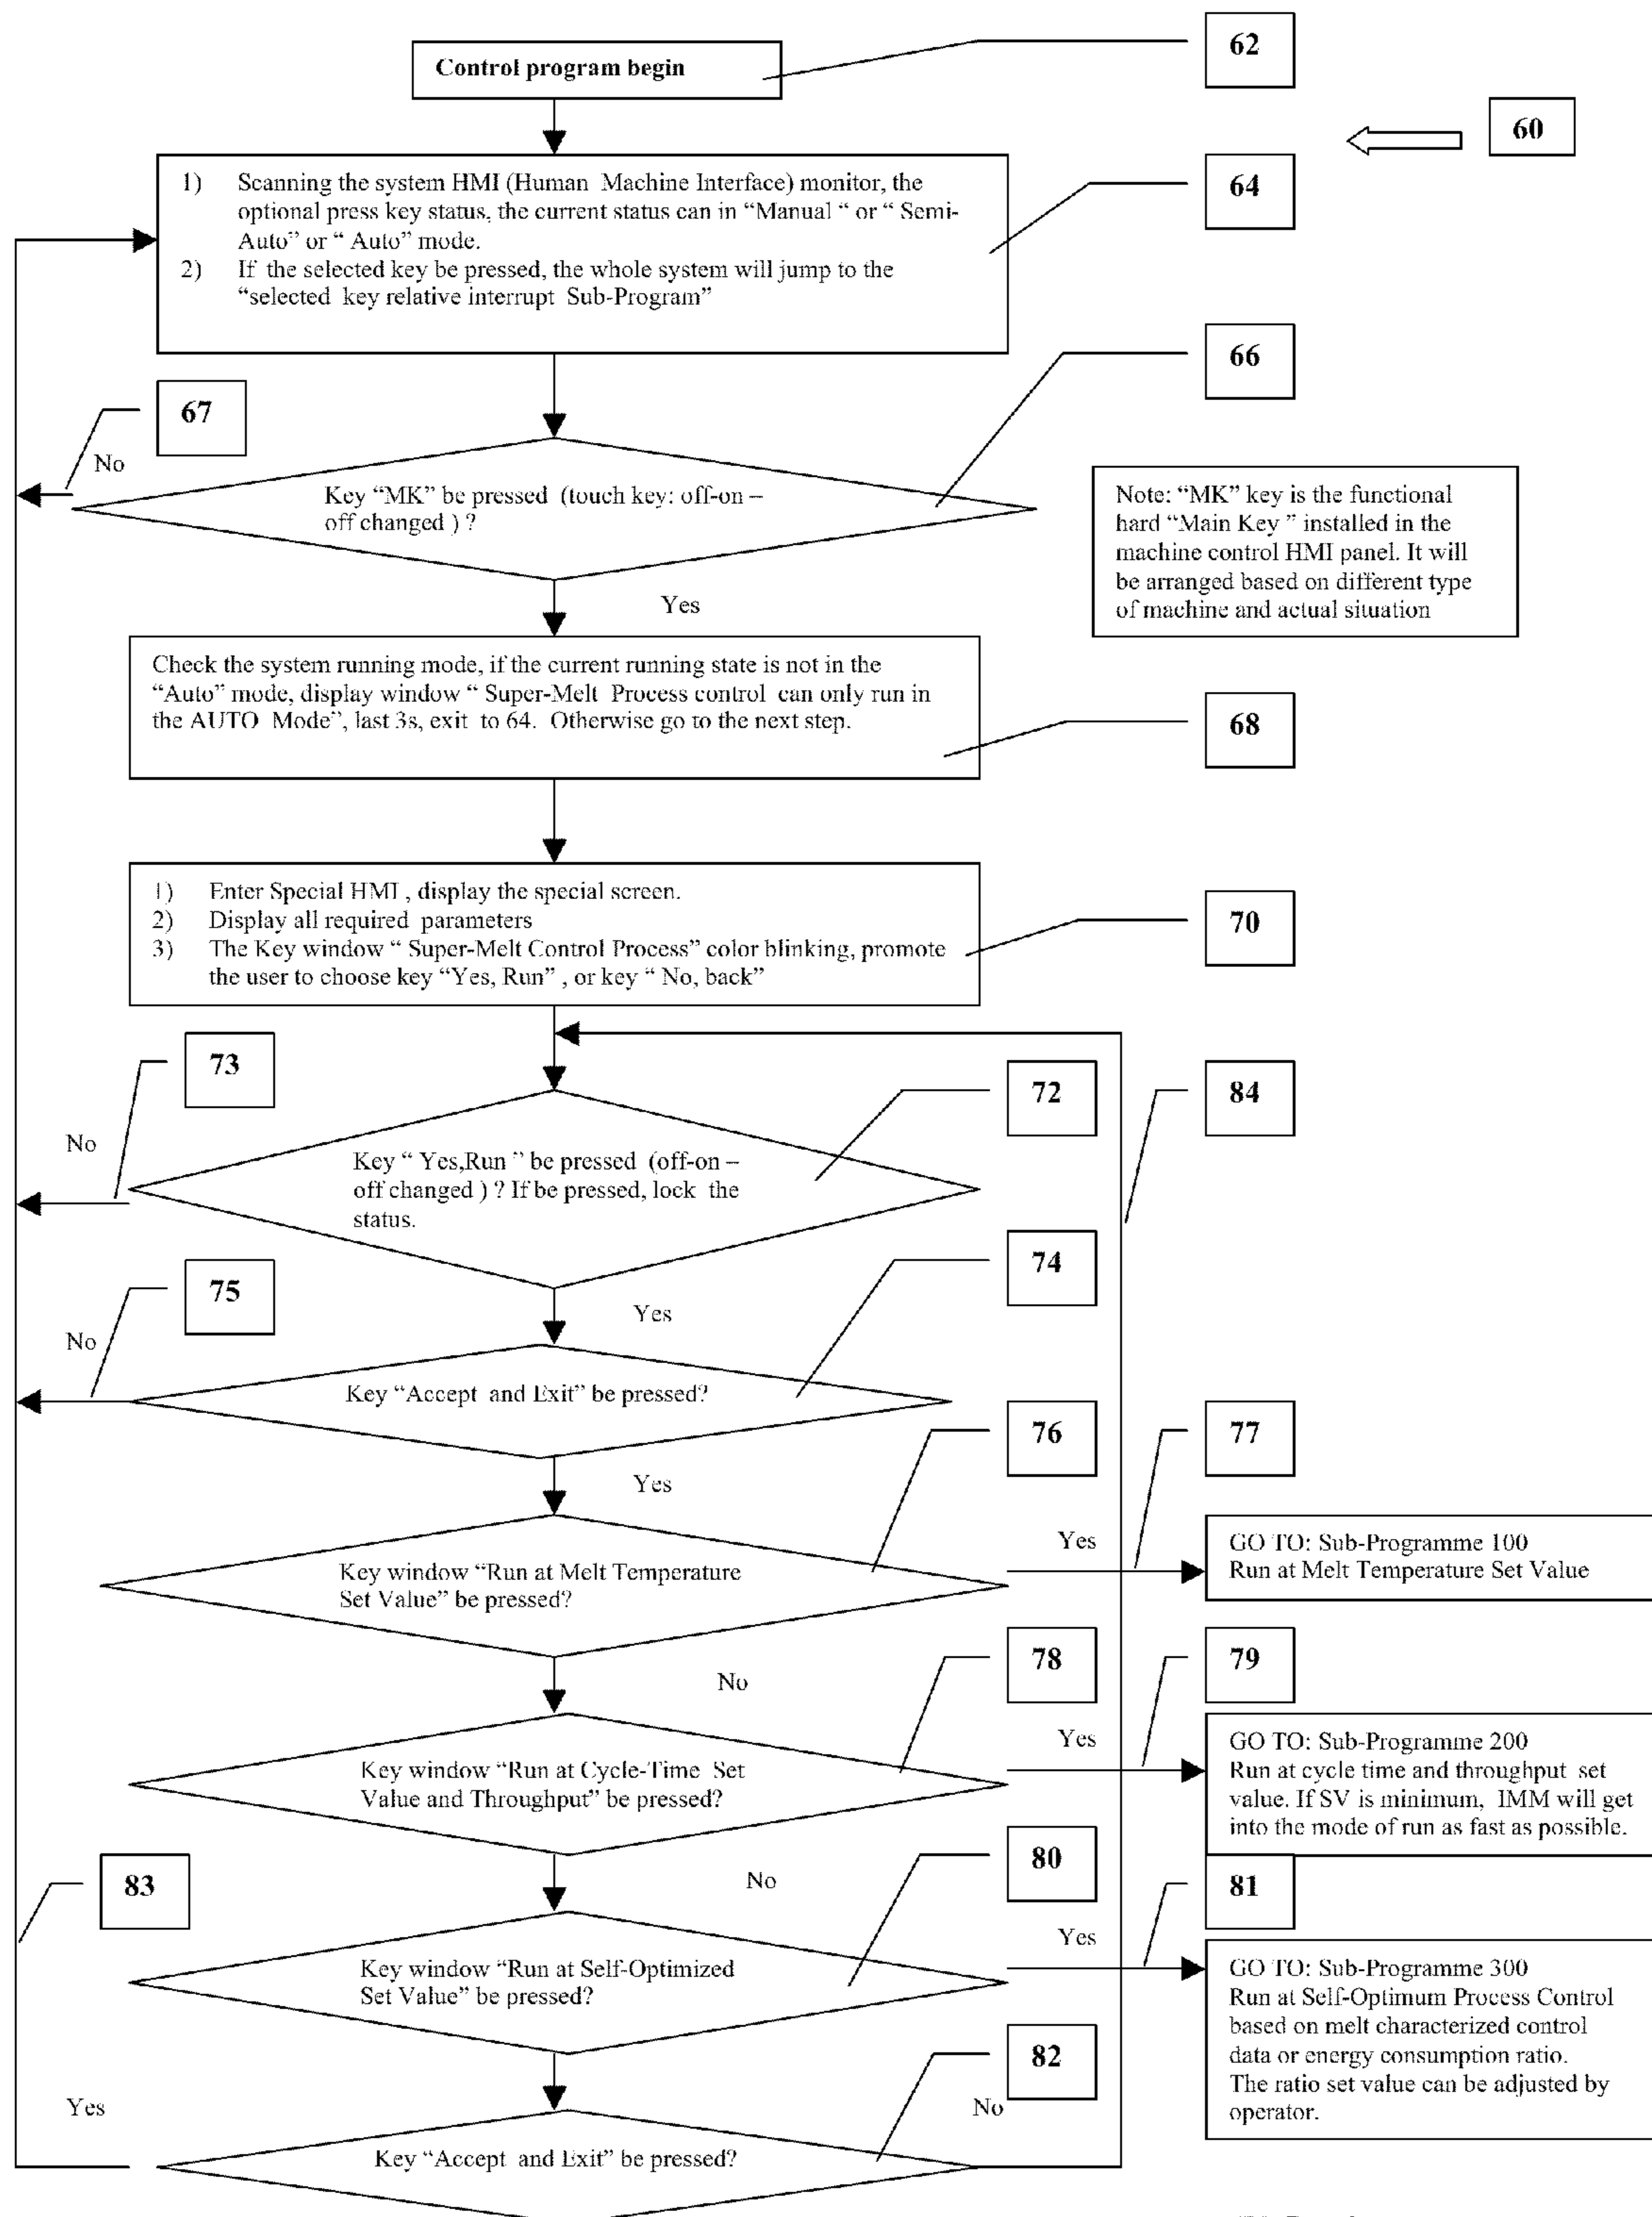 Control program begin
62
60
1) Scanning the system HMI (Human Machine Interface) monitor, the
optional press key status, the current status can in “Manual “ or “ Semi-
Auto” or “ Auto” mode.
2) If the selected key be pressed, the whole system will jump to the
“selected key relative interrupt Sub-Program”
64
66
67
No
Key “MK” be pressed (touch key: off-on –
off changed ) ?
Note: “MK” key is the functional
hard “Main Key ” installed in the
machine control HMI panel. It will
be arranged based on different type
of machine and actual situation
Yes
Check the system running mode, if the current running state is not in the
“Auto” mode, display window “ Super-Melt Process control can only run in
the AUTO Mode”, last 3s, exit to 64. Otherwise go to the next step.
68
1) Enter Special HMI , display the special screen.
2) Display all required parameters
3) The Key window “ Super-Melt Control Process” color blinking, promote
the user to choose key “Yes, Run” , or key “ No, back”
70
73
72
84
No
Key “ Yes,Run ” be pressed (off-on –
off changed ) ? If be pressed, lock the
status.
74
75
Yes
No
Key “Accept and Exit” be pressed?
76
77
Yes
Key window “Run at Melt Temperature
Set Value” be pressed?
Yes
GO TO: Sub-Programme 100
Run at Melt Temperature Set Value
78
79
No
Key window “Run at Cycle-Time Set
Value and Throughput” be pressed?
Yes
GO TO: Sub-Programme 200
Run at cycle time and throughput set
value. If SV is minimum, IMM will get
into the mode of run as fast as possible.
80
81
83
No
Key window “Run at Self-Optimized
Set Value” be pressed?
Yes
GO TO: Sub-Programme 300
Run at Self-Optimum Process Control
based on melt characterized control
data or energy consumption ratio.
The ratio set value can be adjusted by
operator.
82
Yes
No
Key “Accept and Exit” be pressed?